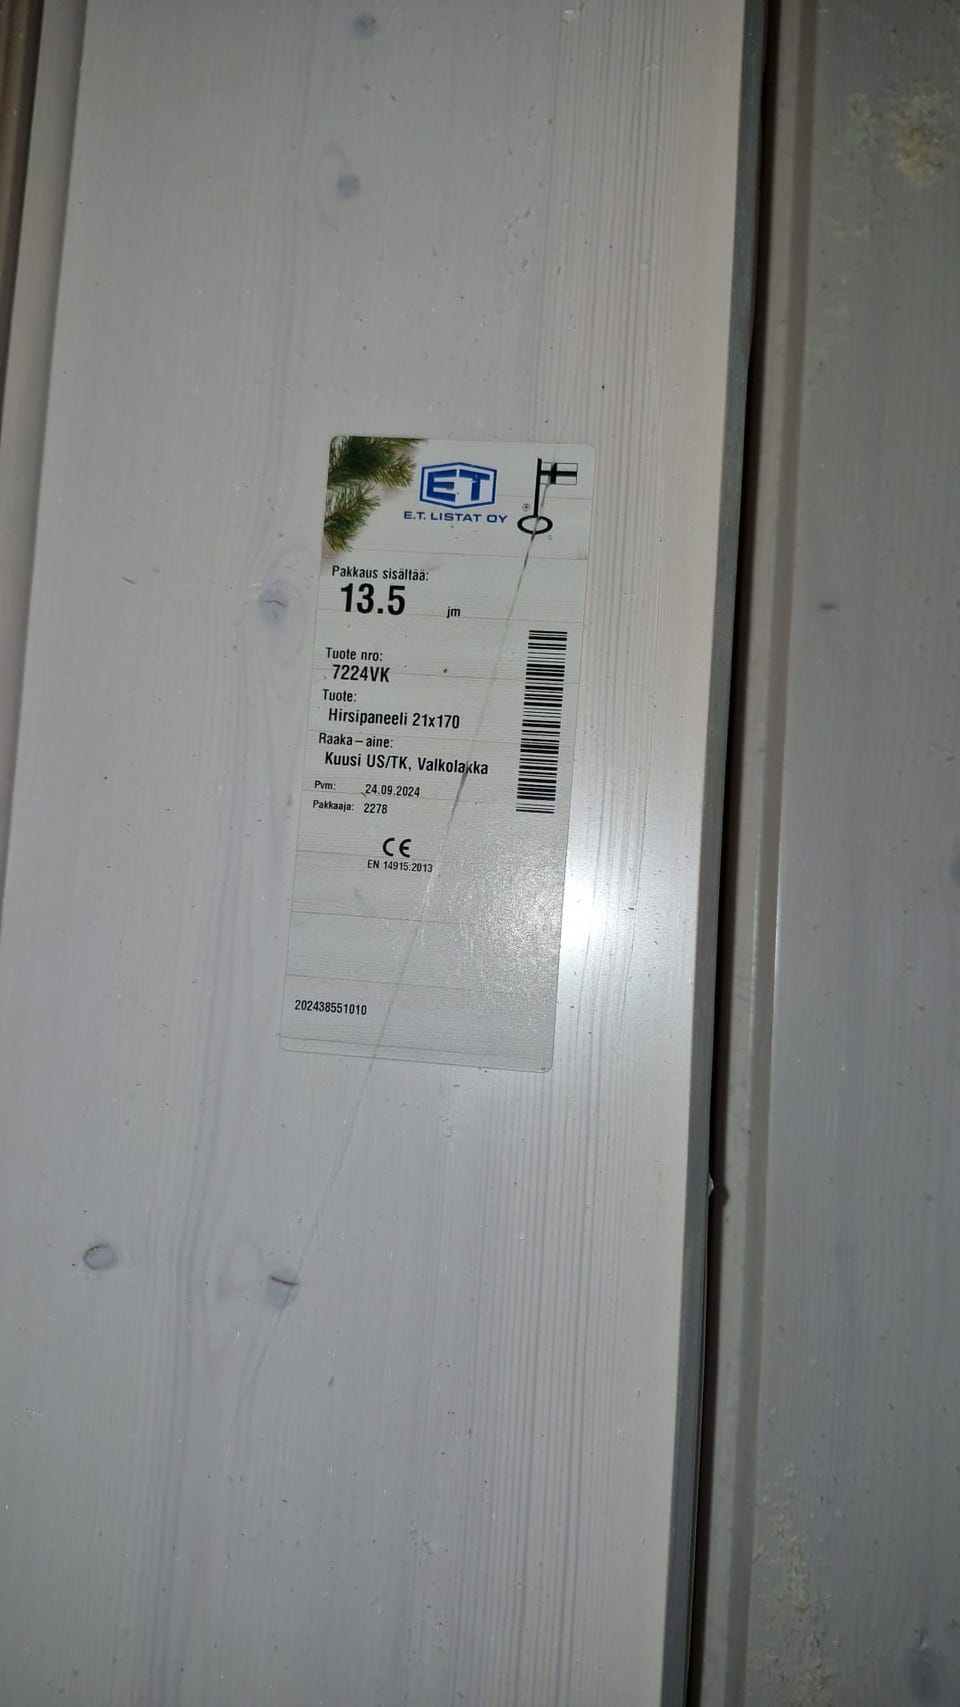 ET
E.T. LISTAT OY
®
Pakkaus sisältää:
13.5 jm
Tuote nro:
7224VK
Tuote:
Hirsipaneeli 21x170
Raaka-aine:
Kuusi US/TK, Valkolakka
Pvm: 24.09.2024
Pakkaaja: 2278
CE
EN 14915:2013
202438551010